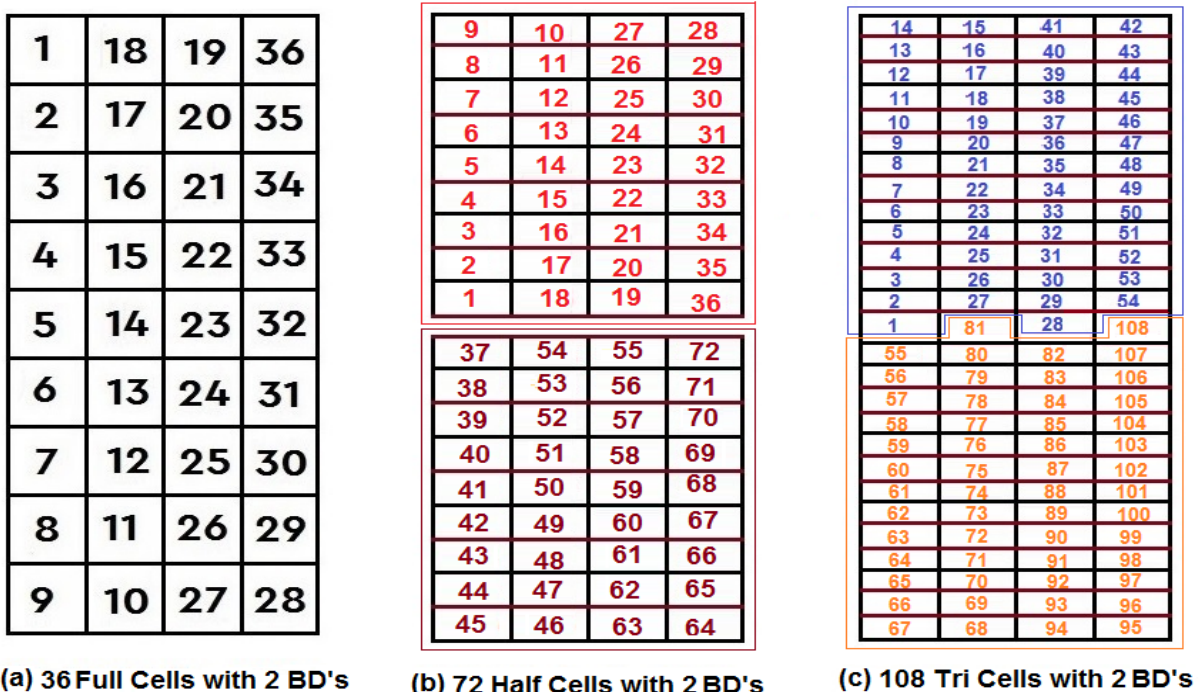 1 18 19 36
2 17 20 35
3 16 21 34
4 15 22 33
5 14 23 32
6 13 24 31
7 12 25 30
8 11 26 29
9 10 27 28
(a) 36 Full Cells with 2 BD's
9 10 27 28
8 11 26 29
7 12 25 30
6 13 24 31
5 14 23 32
4 15 22 33
3 16 21 34
2 17 20 35
1 18 19 36
37 54 55 72
38 53 56 71
39 52 57 70
40 51 58 69
41 50 59 68
42 49 60 67
43 48 61 66
44 47 62 65
45 46 63 64
(b) 72 Half Cells with 2 BD's
14 15 41 42
13 16 40 43
12 17 39 44
11 18 38 45
10 19 37 46
9 20 36 47
8 21 35 48
7 22 34 49
6 23 33 50
5 24 32 51
4 25 31 52
3 26 30 53
2 27 29 54
1 81 28 108
55 80 82 107
56 79 83 106
57 78 84 105
58 77 85 104
59 76 86 103
60 75 87 102
61 74 88 101
62 73 89 100
63 72 90 99
64 71 91 98
65 70 92 97
66 69 93 96
67 68 94 95
(c) 108 Tri Cells with 2 BD's